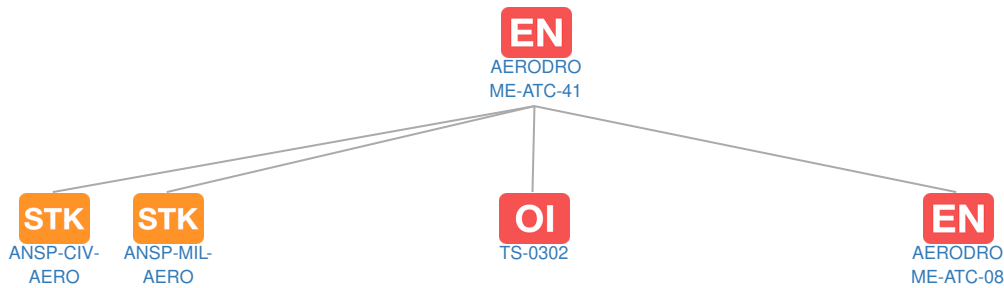 EN
AERODRO
ME-ATC-41
STK
ANSP-CIV-
AERO
STK
ANSP-MIL-
AERO
OI
TS-0302
EN
AERODRO
ME-ATC-08